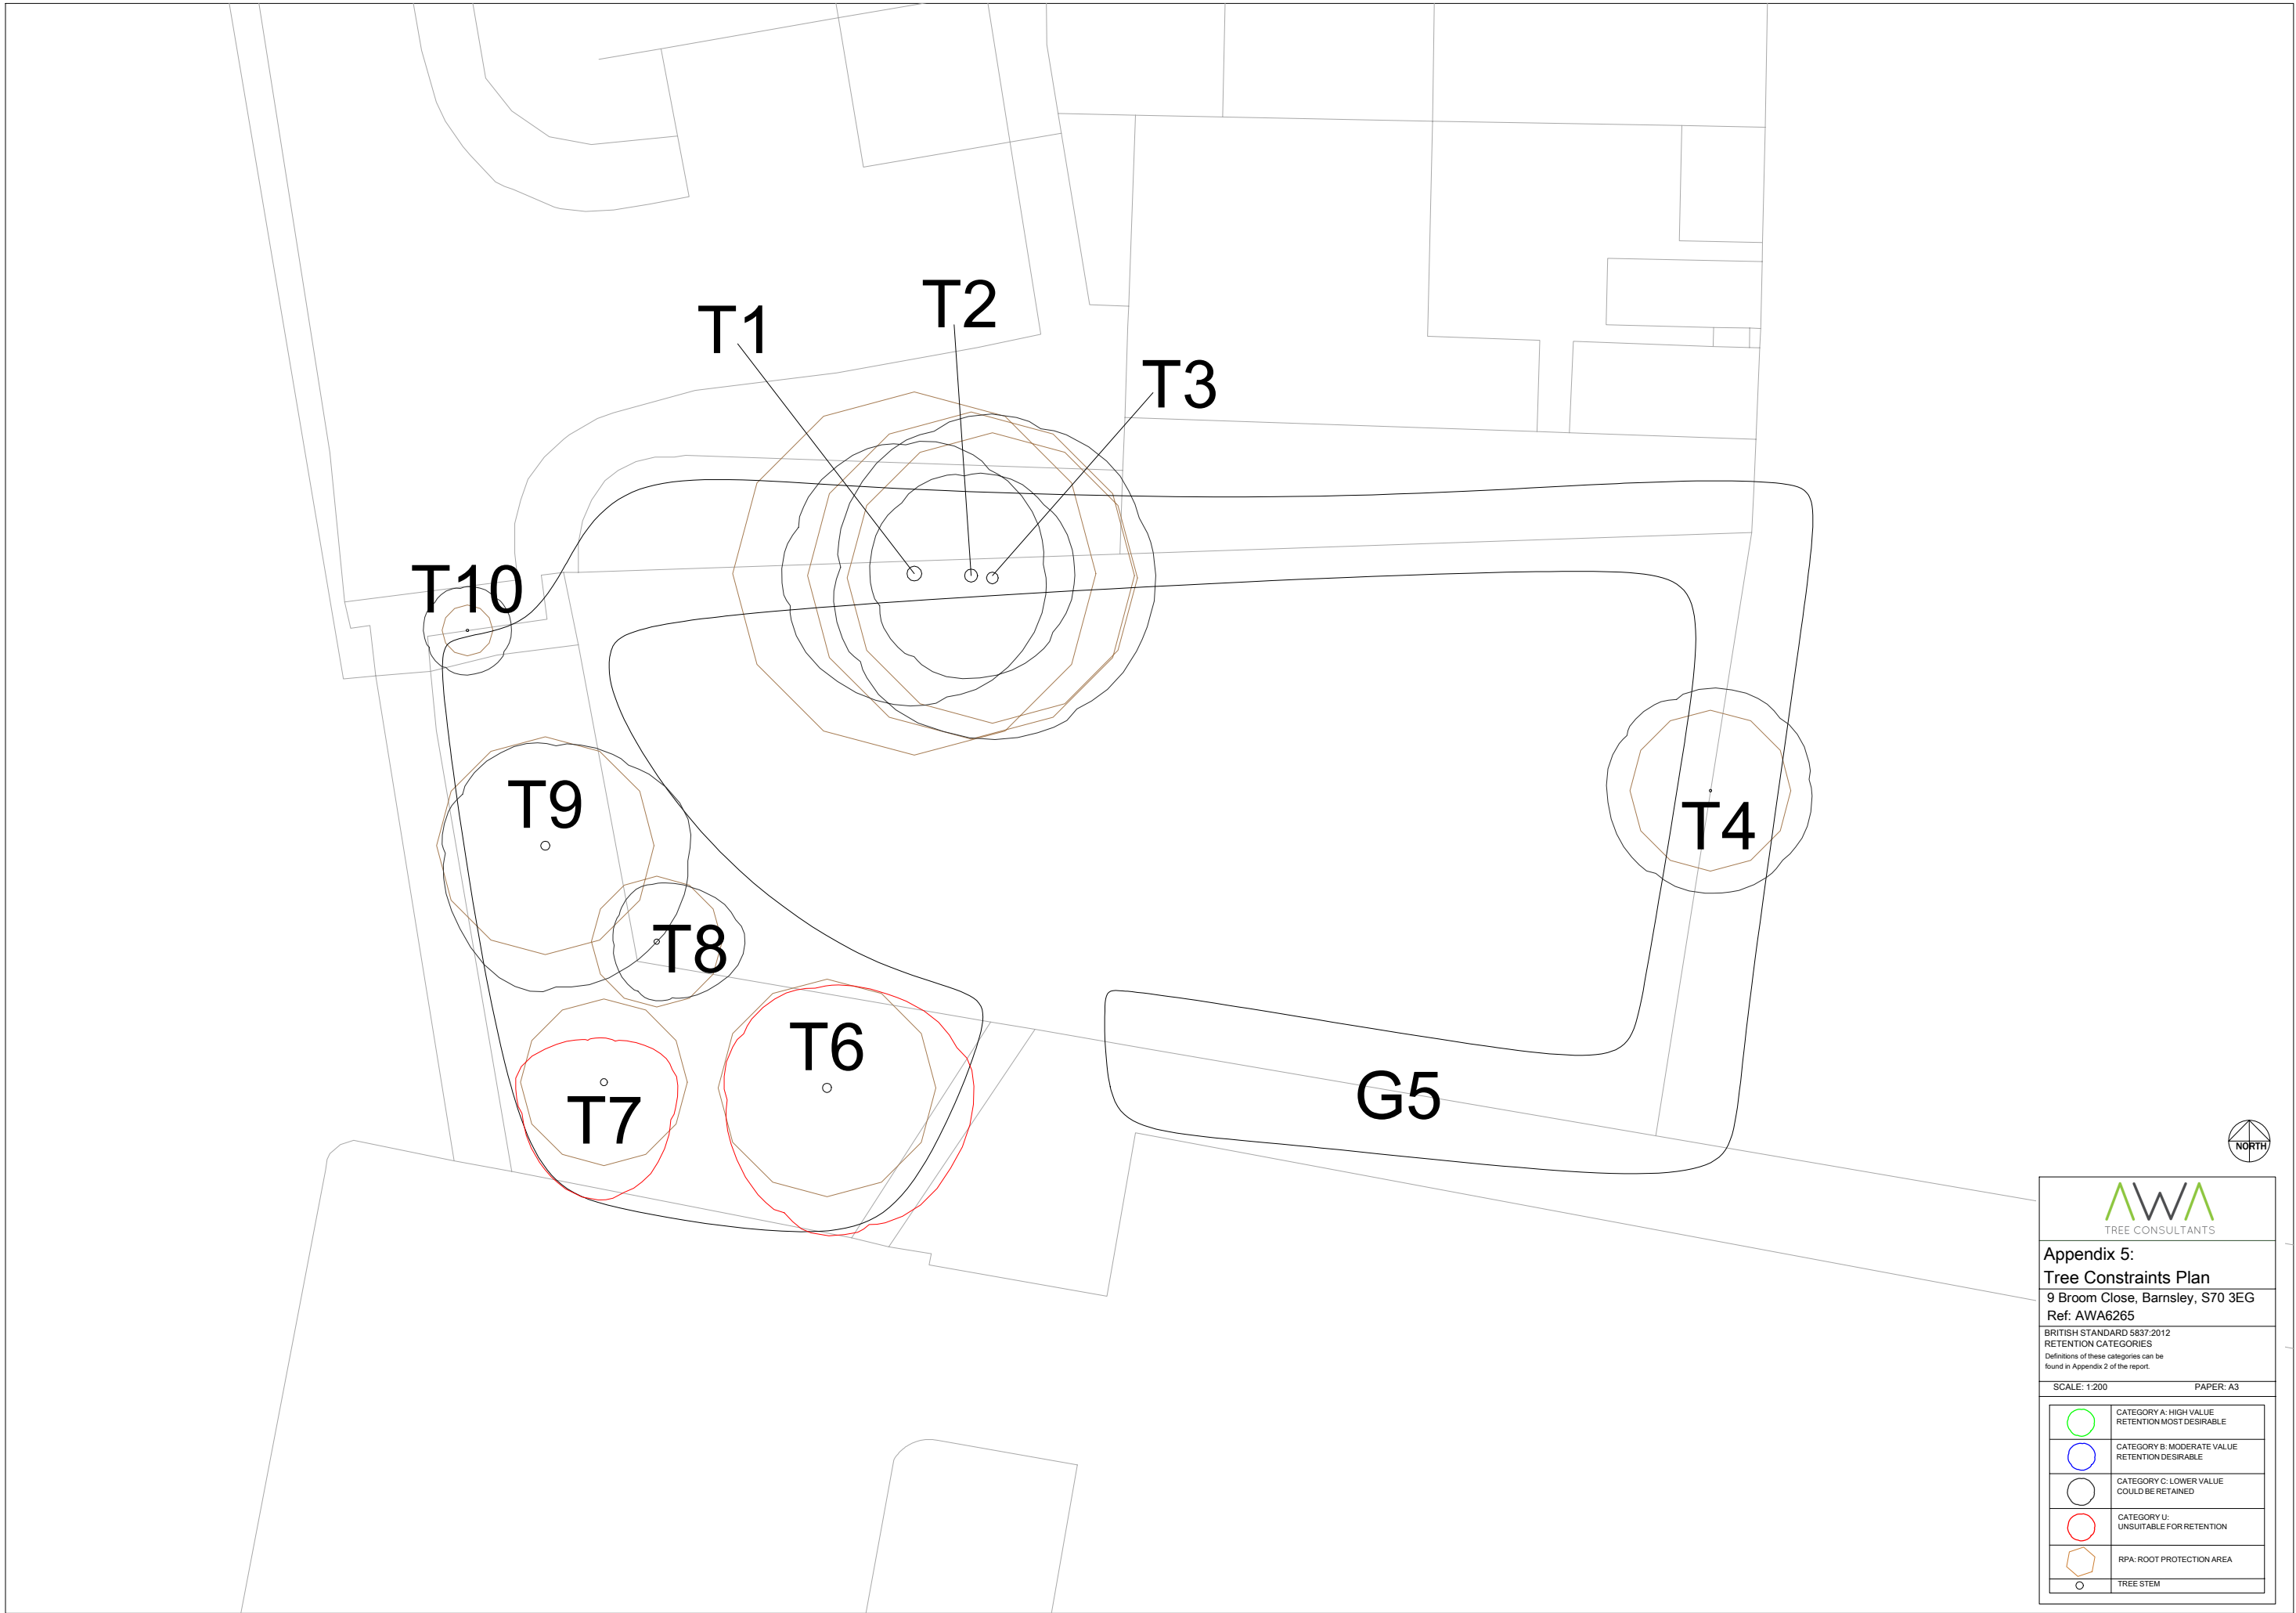 T1
T2
T3
T10
T9
T4
T8
T6
T7
G5
NORTH
AWA
TREE CONSULTANTS
Appendix 5:
Tree Constraints Plan
9 Broom Close, Barnsley, S70 3EG
Ref: AWA6265
BRITISH STANDARD 5837:2012
RETENTION CATEGORIES
Definitions of these categories can be
found in Appendix 2 of the report.
SCALE: 1:200 PAPER: A3
CATEGORY A: HIGH VALUE
RETENTION MOST DESIRABLE
CATEGORY B: MODERATE VALUE
RETENTION DESIRABLE
CATEGORY C: LOWER VALUE
COULD BE RETAINED
CATEGORY U:
UNSUITABLE FOR RETENTION
RPA: ROOT PROTECTION AREA
TREE STEM